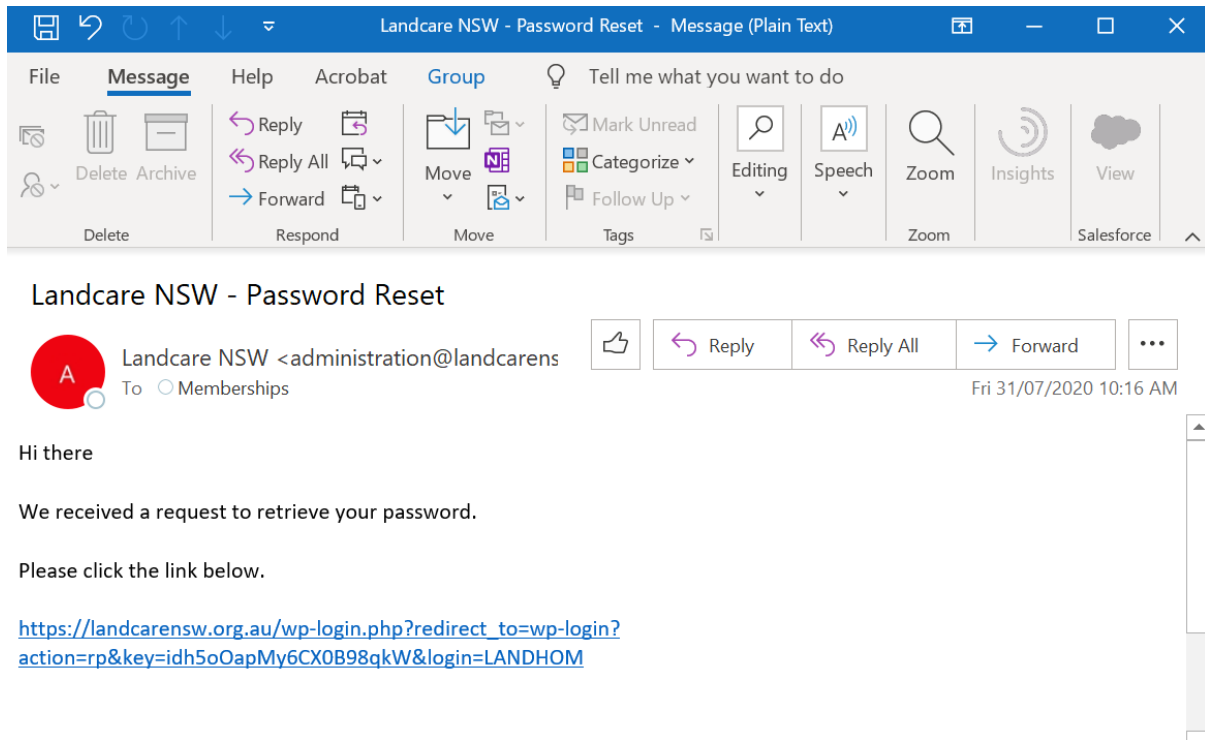 Landcare NSW - Password Reset - Message (Plain Text)
File Message Help Acrobat Group Tell me what you want to do
Delete Archive
Reply
Reply All
Forward
Move
Mark Unread
Categorize
Follow Up
Editing
Speech
Zoom
Insights
View
Delete Respond Move Tags Zoom Salesforce
Landcare NSW - Password Reset
A
Landcare NSW <administration@landcarens
To Memberships
Reply Reply All Forward
Fri 31/07/2020 10:16 AM
Hi there
We received a request to retrieve your password.
Please click the link below.
https://landcarensw.org.au/wp-login.php?redirect_to=wp-login?
action=rp&key=idh5oOapMy6CX0B98qkW&login=LANDHOM